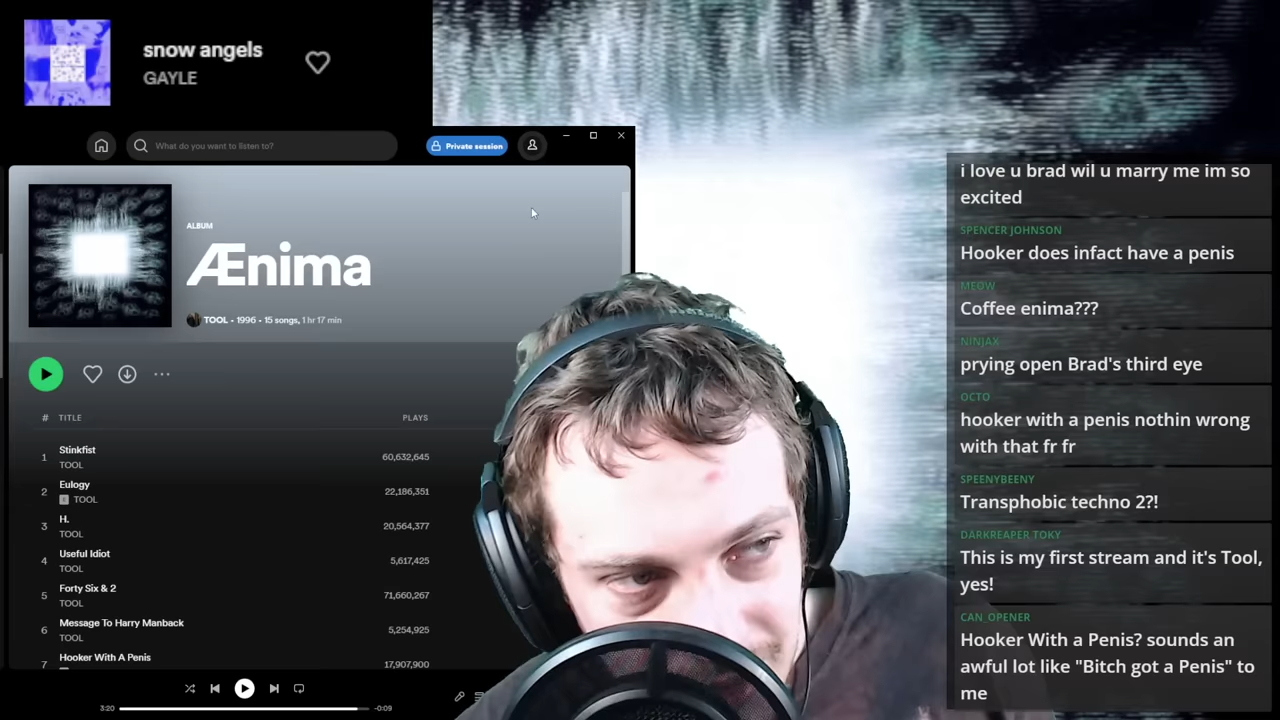 snow angels
GAYLE
What do you want to listen to?
Private session
ALBUM
Ænima
TOOL • 1996 • 15 songs, 1 hr 17 min
# TITLE PLAYS
1 Stinkfist 60,632,645
TOOL
2 Eulogy 22,186,351
E TOOL
3 H. 20,564,377
TOOL
4 Useful Idiot 5,617,425
TOOL
5 Forty Six & 2 71,660,267
TOOL
6 Message To Harry Manback 5,254,925
TOOL
7 Hooker With A Penis 17,907,900
3:20 -0:09
i love u brad wil u marry me im so
excited
SPENCER JOHNSON
Hooker does infact have a penis
MEOW
Coffee enima???
NINJAX
prying open Brad's third eye
OCTO
hooker with a penis nothin wrong
with that fr fr
SPEENYBEENY
Transphobic techno 2?!
DARKREAPER TOKY
This is my first stream and it's Tool,
yes!
CAN_OPENER
Hooker With a Penis? sounds an
awful lot like "Bitch got a Penis" to
me